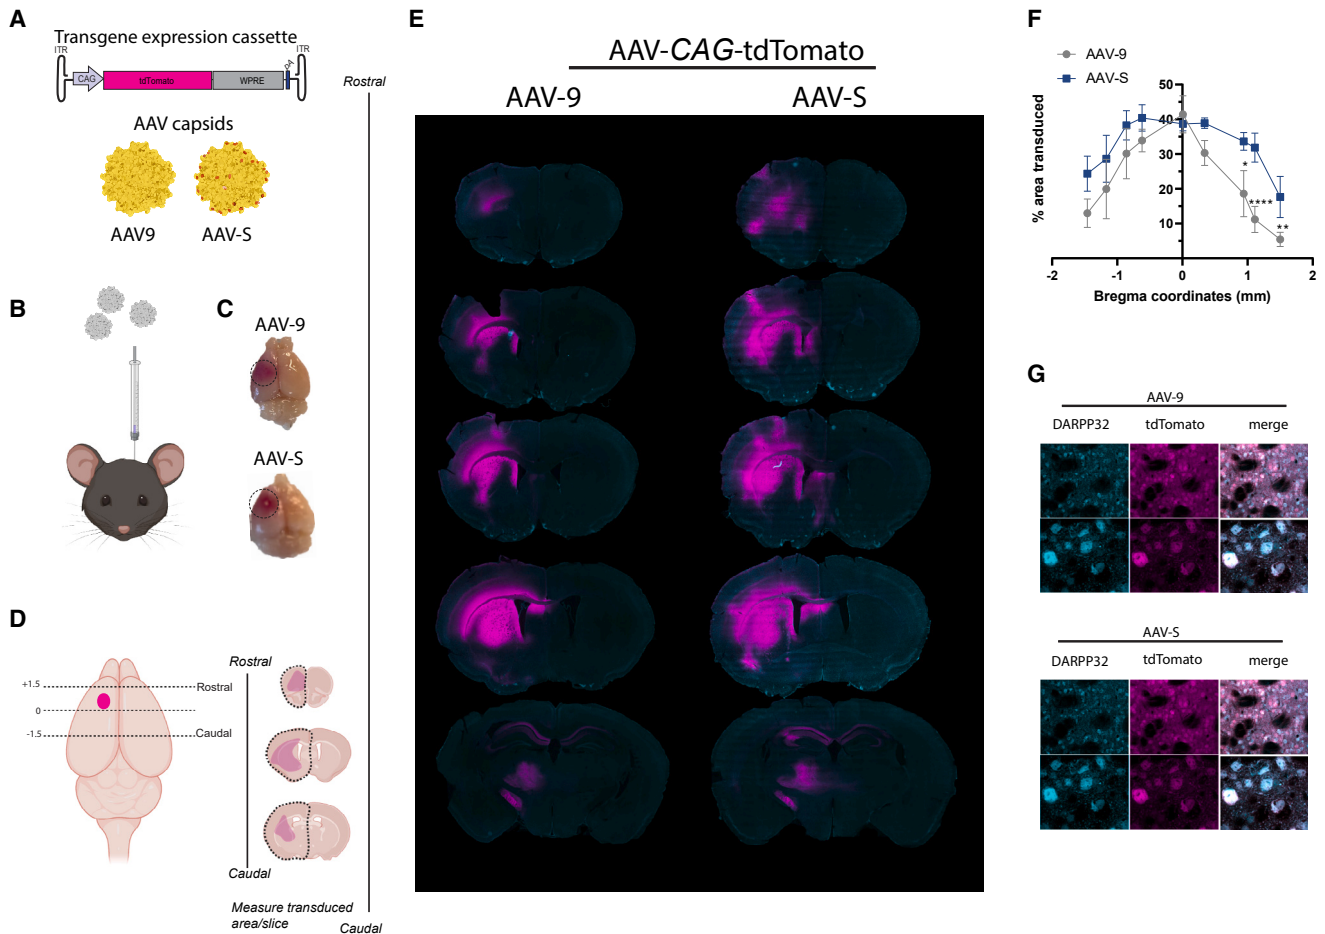 A
Transgene expression cassette
ITR
ITR
CAG
tdTomato
WPRE
pA
AAV capsids
AAV9
AAV-S
B
C
AAV-9
AAV-S
D
+1.5
0
-1.5
Rostral
Caudal
Rostral
Caudal
Measure transduced
area/slice
Rostral
Caudal
E
AAV-CAG-tdTomato
AAV-9
AAV-S
F
AAV-9
AAV-S
% area transduced
50
40
30
20
10
*
****
**
-2
-1
0
1
2
Bregma coordinates (mm)
G
AAV-9
DARPP32
tdTomato
merge
AAV-S
DARPP32
tdTomato
merge